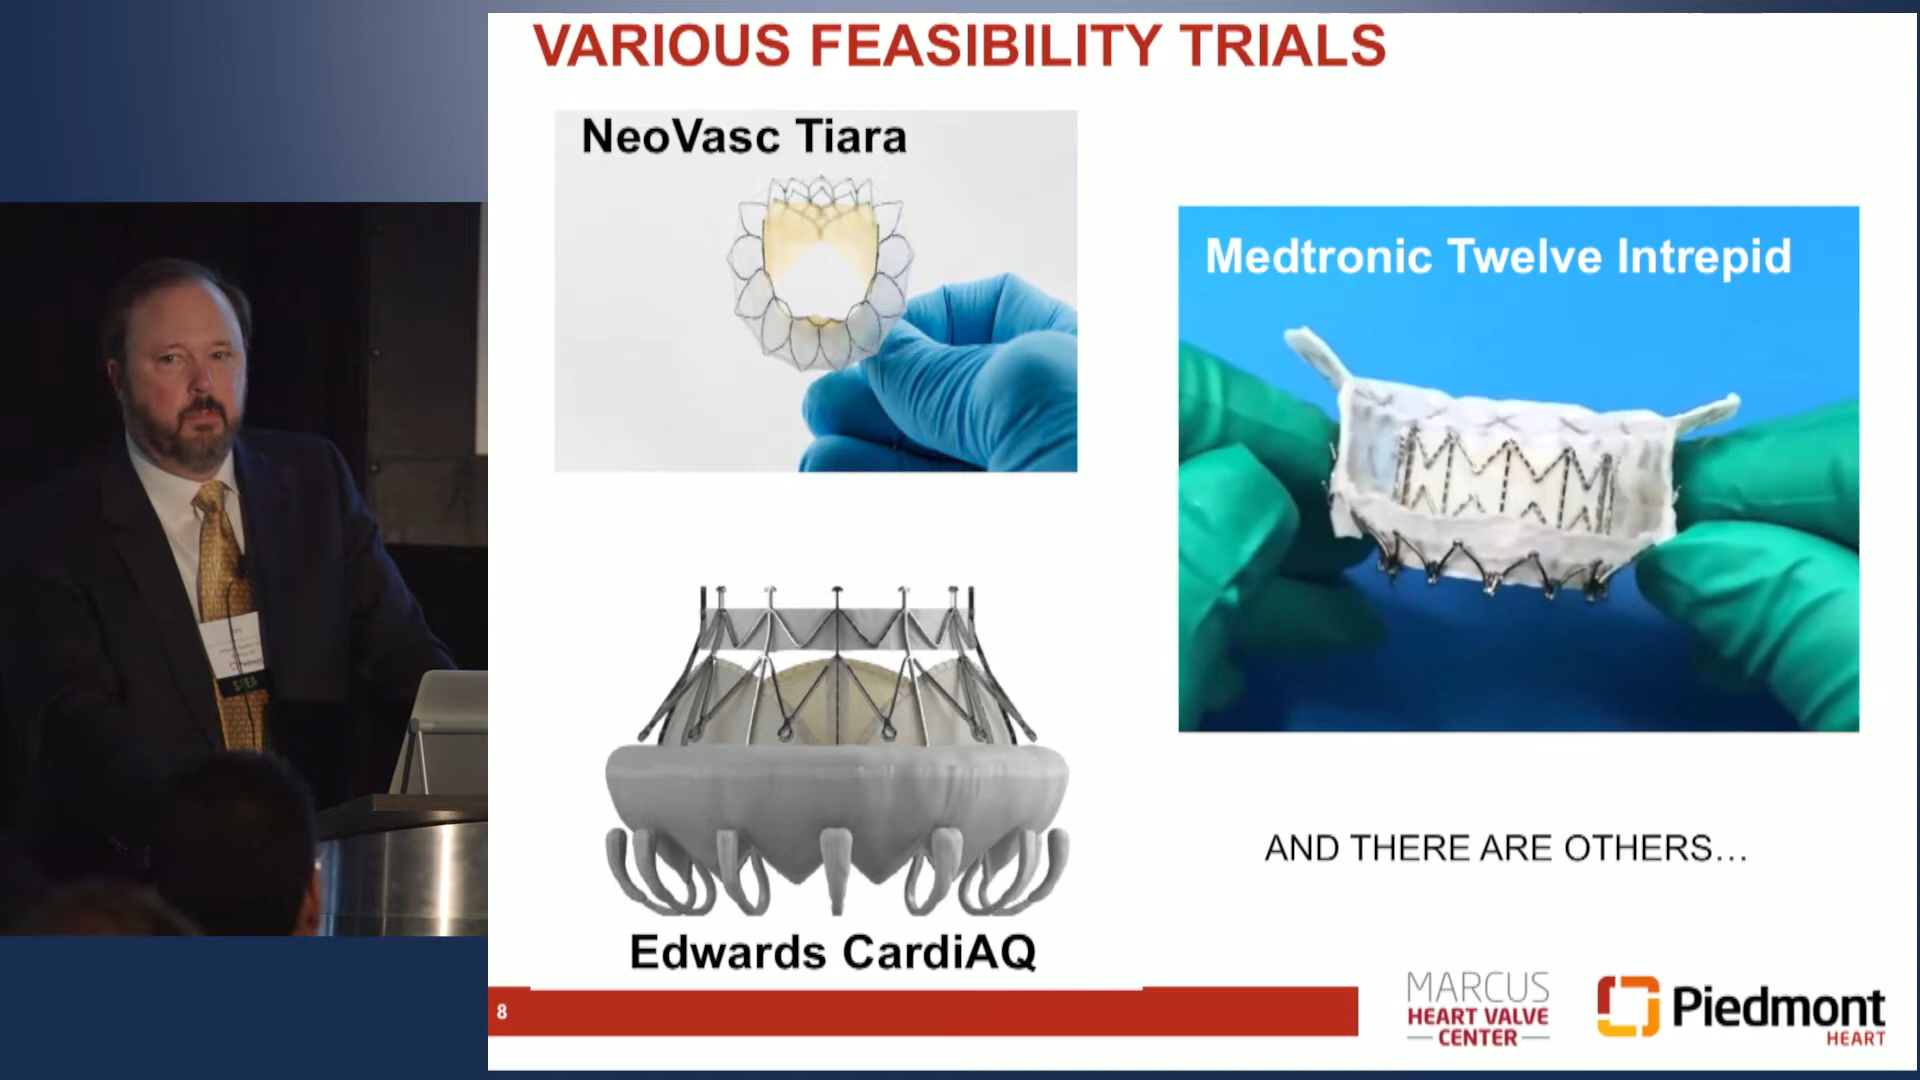 VARIOUS FEASIBILITY TRIALS
NeoVasc Tiara
Medtronic Twelve Intrepid
AND THERE ARE OTHERS...
Edwards CardiAQ
8
MARCUS
HEART VALVE
CENTER
Piedmont
HEART